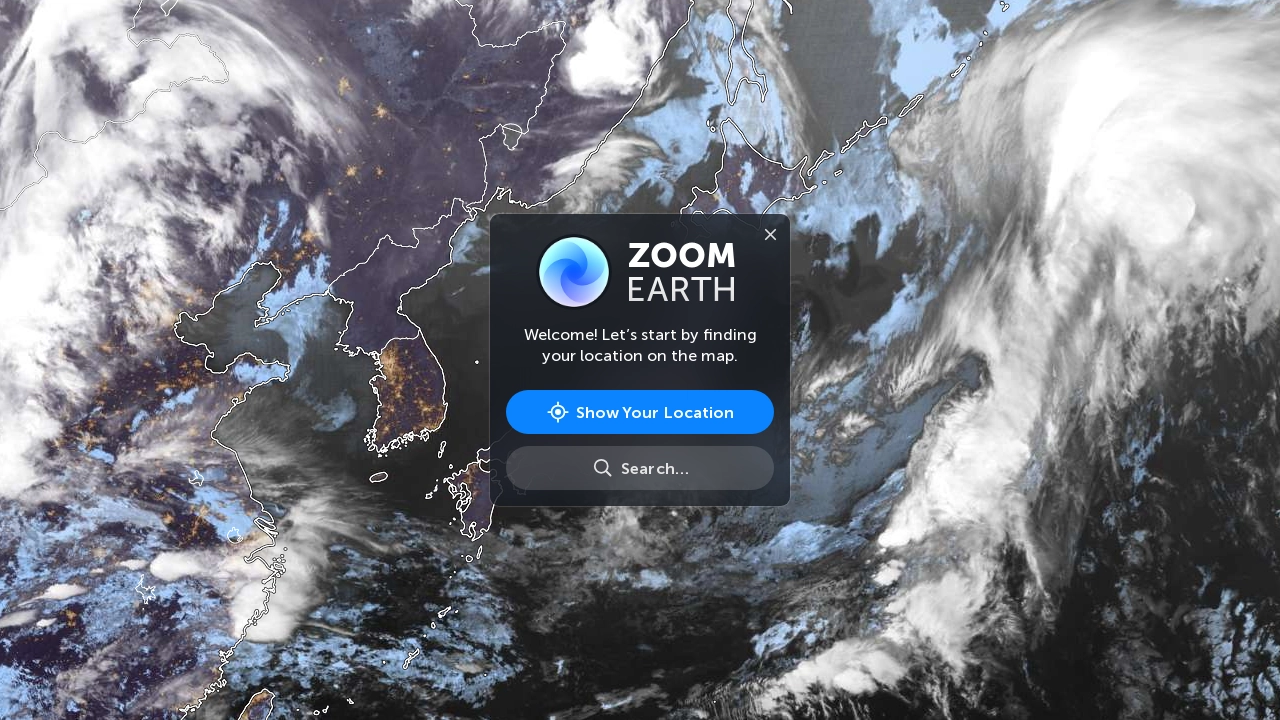 ZOOM
EARTH
Welcome! Let’s start by finding
your location on the map.
Show Your Location
Search…